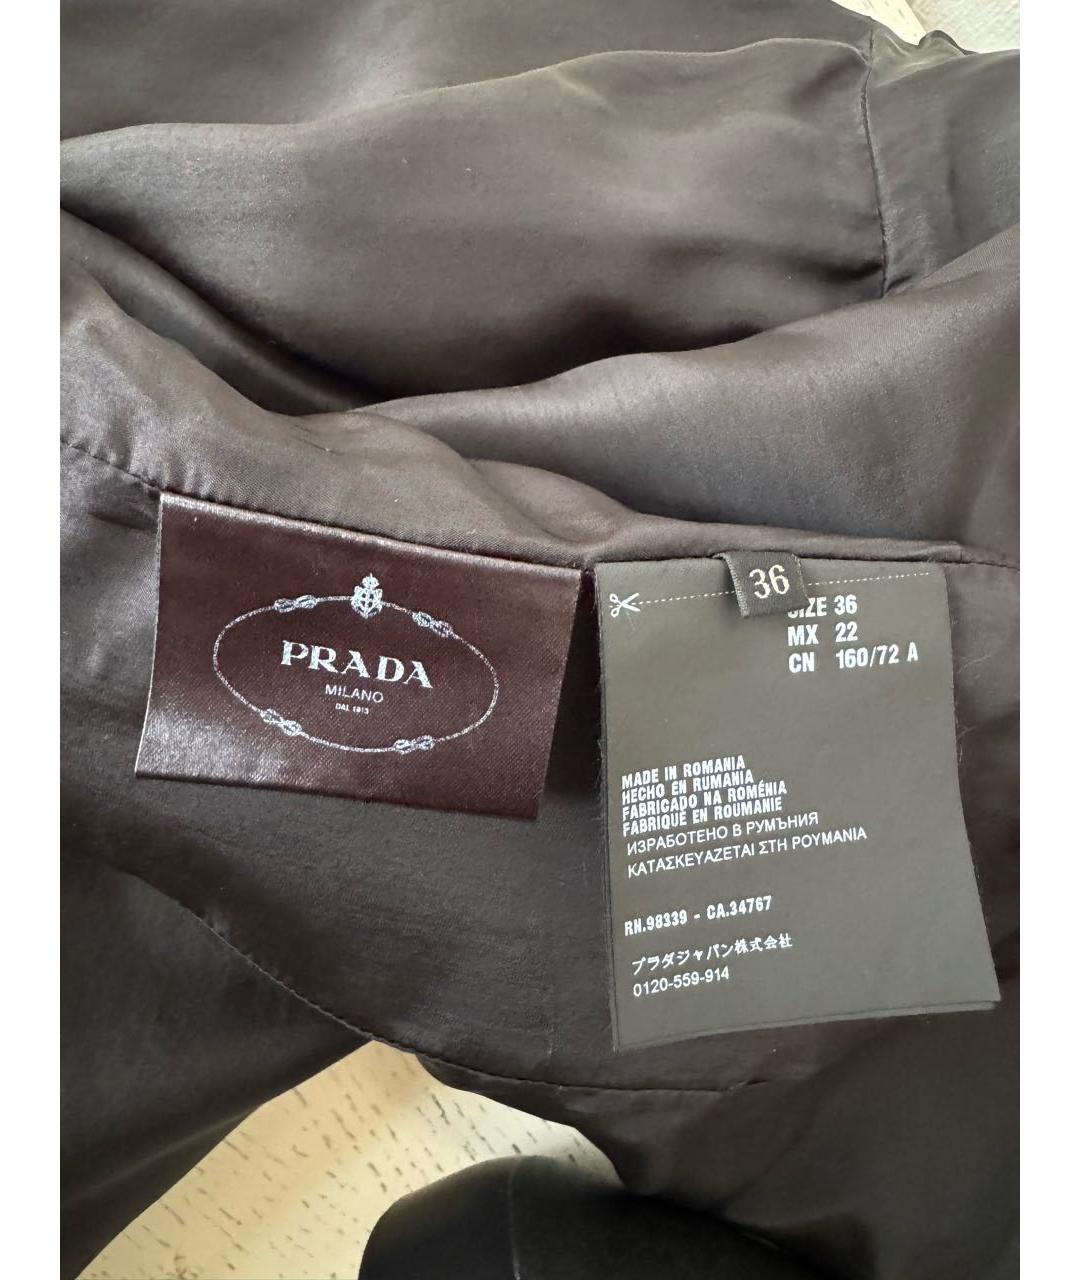 PRADA
MILANO
DAL 1913
36
SIZE 36
MX 22
CN 160/72 A
MADE IN ROMANIA
HECHO EN RUMANIA
FABRICADO NA ROMÉNIA
FABRIQUÉ EN ROUMANIE
ИЗРАБОТЕНО В РУМЪНИЯ
ΚΑΤΑΣΚΕΥΑΖΕΤΑΙ ΣΤΗ ΡΟΥΜΑΝΙΑ
RN.98339 - CA.34767
プラダジャパン株式会社
0120-559-914